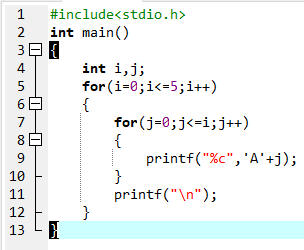 1 #include<stdio.h>
2 int main()
3 {
4 int i,j;
5 for(i=0;i<=5;i++)
6 {
7 for(j=0;j<=i;j++)
8 {
9 printf("%c",'A'+j);
10 }
11 printf("\n");
12 }
13 }